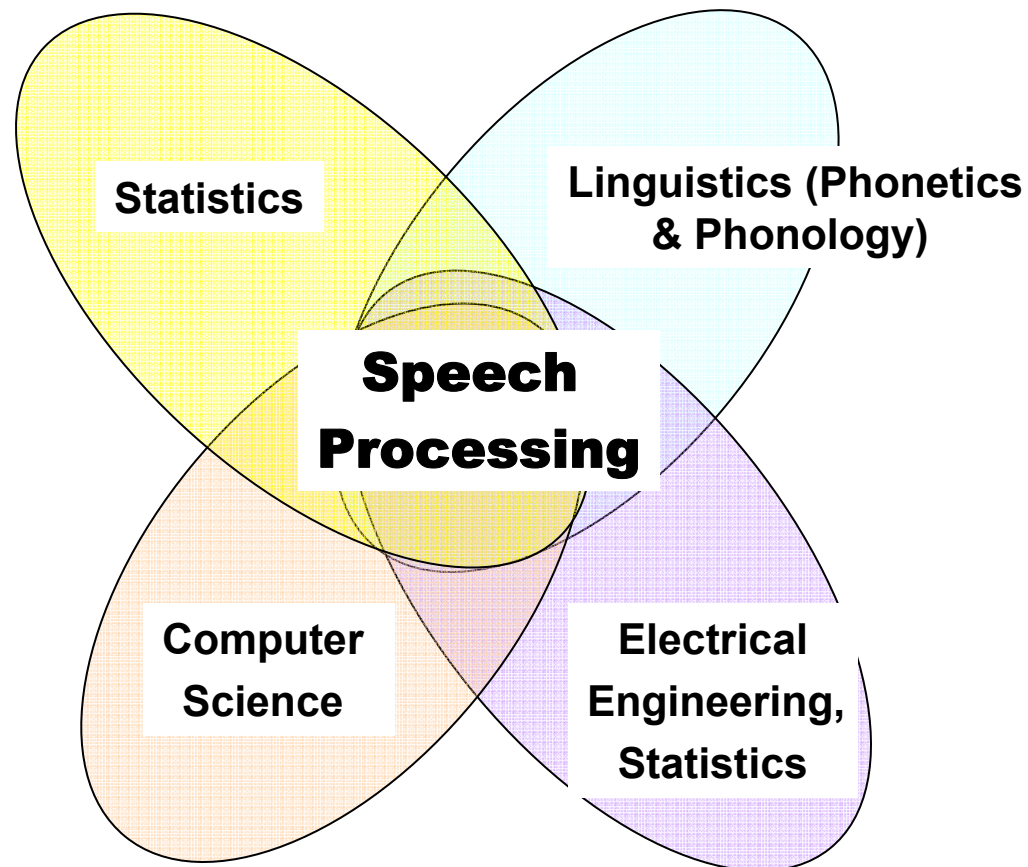 Statistics
Linguistics (Phonetics
& Phonology)
Speech
Processing
Computer
Science
Electrical
Engineering,
Statistics